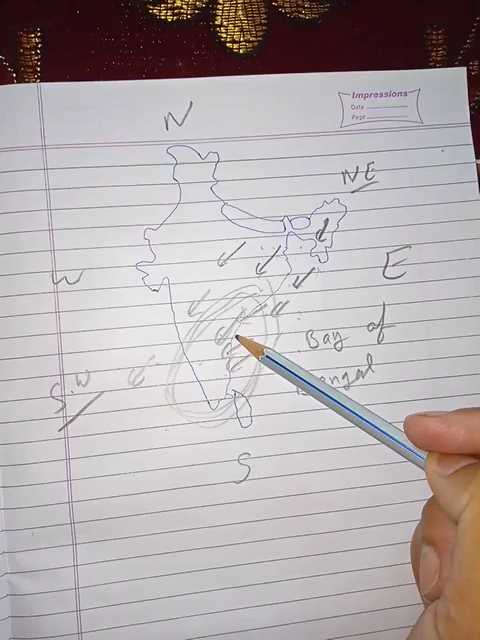 Impressions
Date
Page
N
NE
E
W
Bay of
Bengal
S.W
S